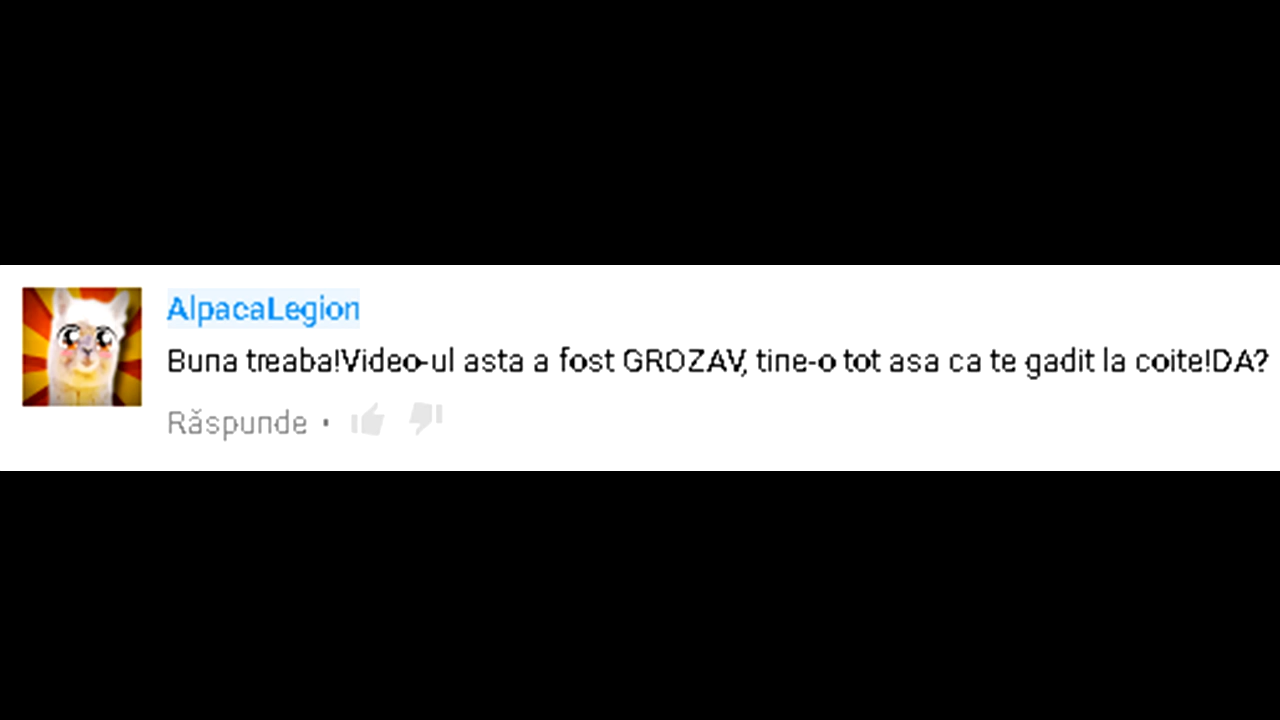 AlpacaLegion
Buna treaba!Video-ul asta a fost GROZAV, tine-o tot asa ca te gadit la coite!DA?
Răspunde •